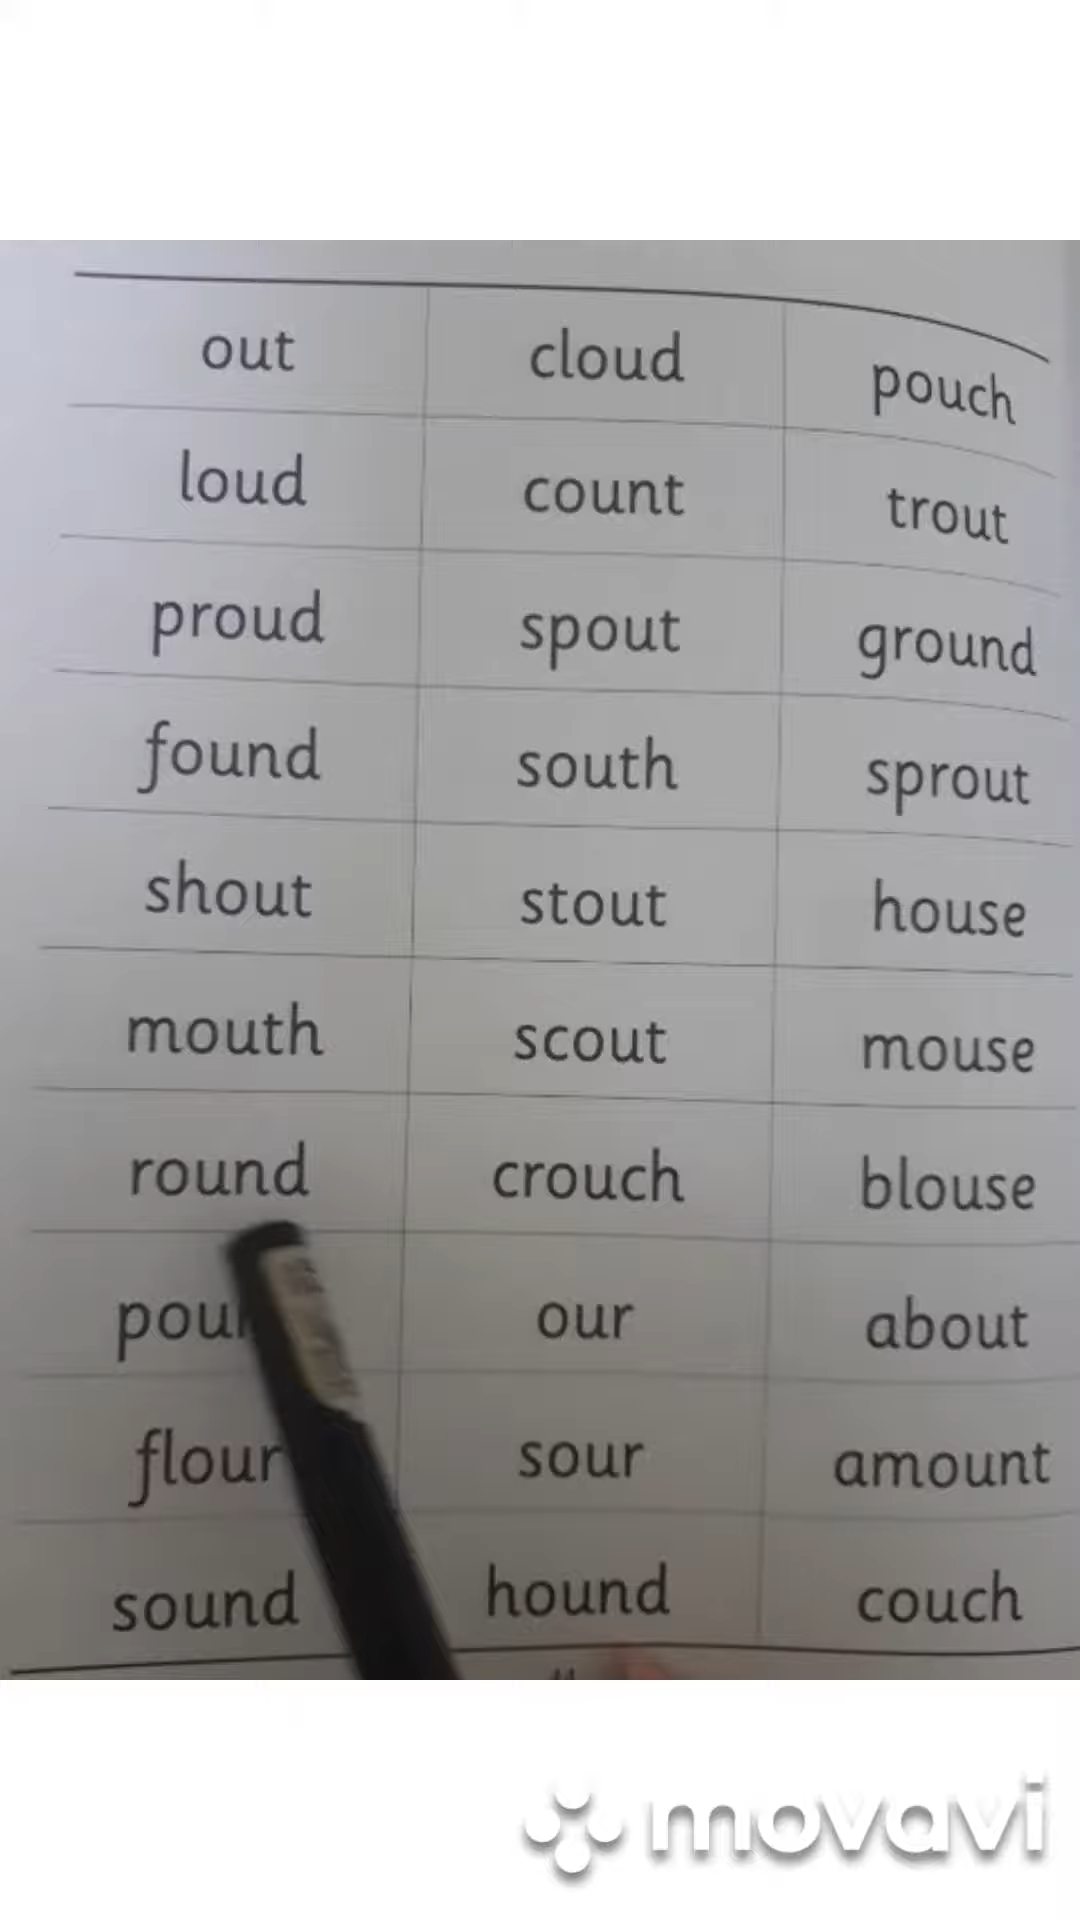 out cloud pouch
loud count trout
proud spout ground
found south sprout
shout stout house
mouth scout mouse
round crouch blouse
our about
flour sour amount
sound hound couch
movavi